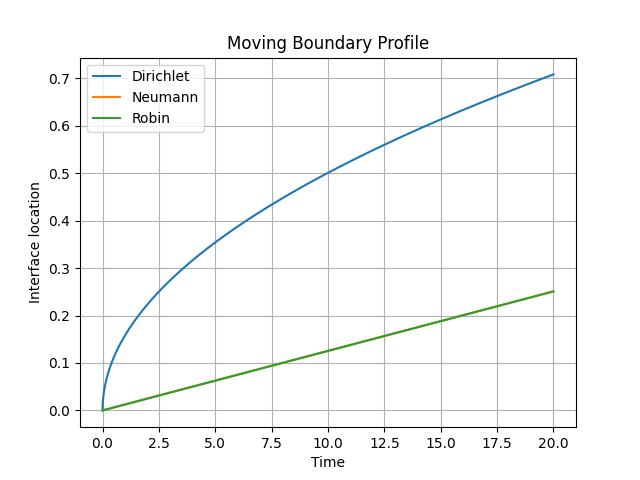 Moving Boundary Profile
Dirichlet
Neumann
Robin
Interface location
0.7
0.6
0.5
0.4
0.3
0.2
0.1
0.0
0.0 2.5 5.0 7.5 10.0 12.5 15.0 17.5 20.0
Time